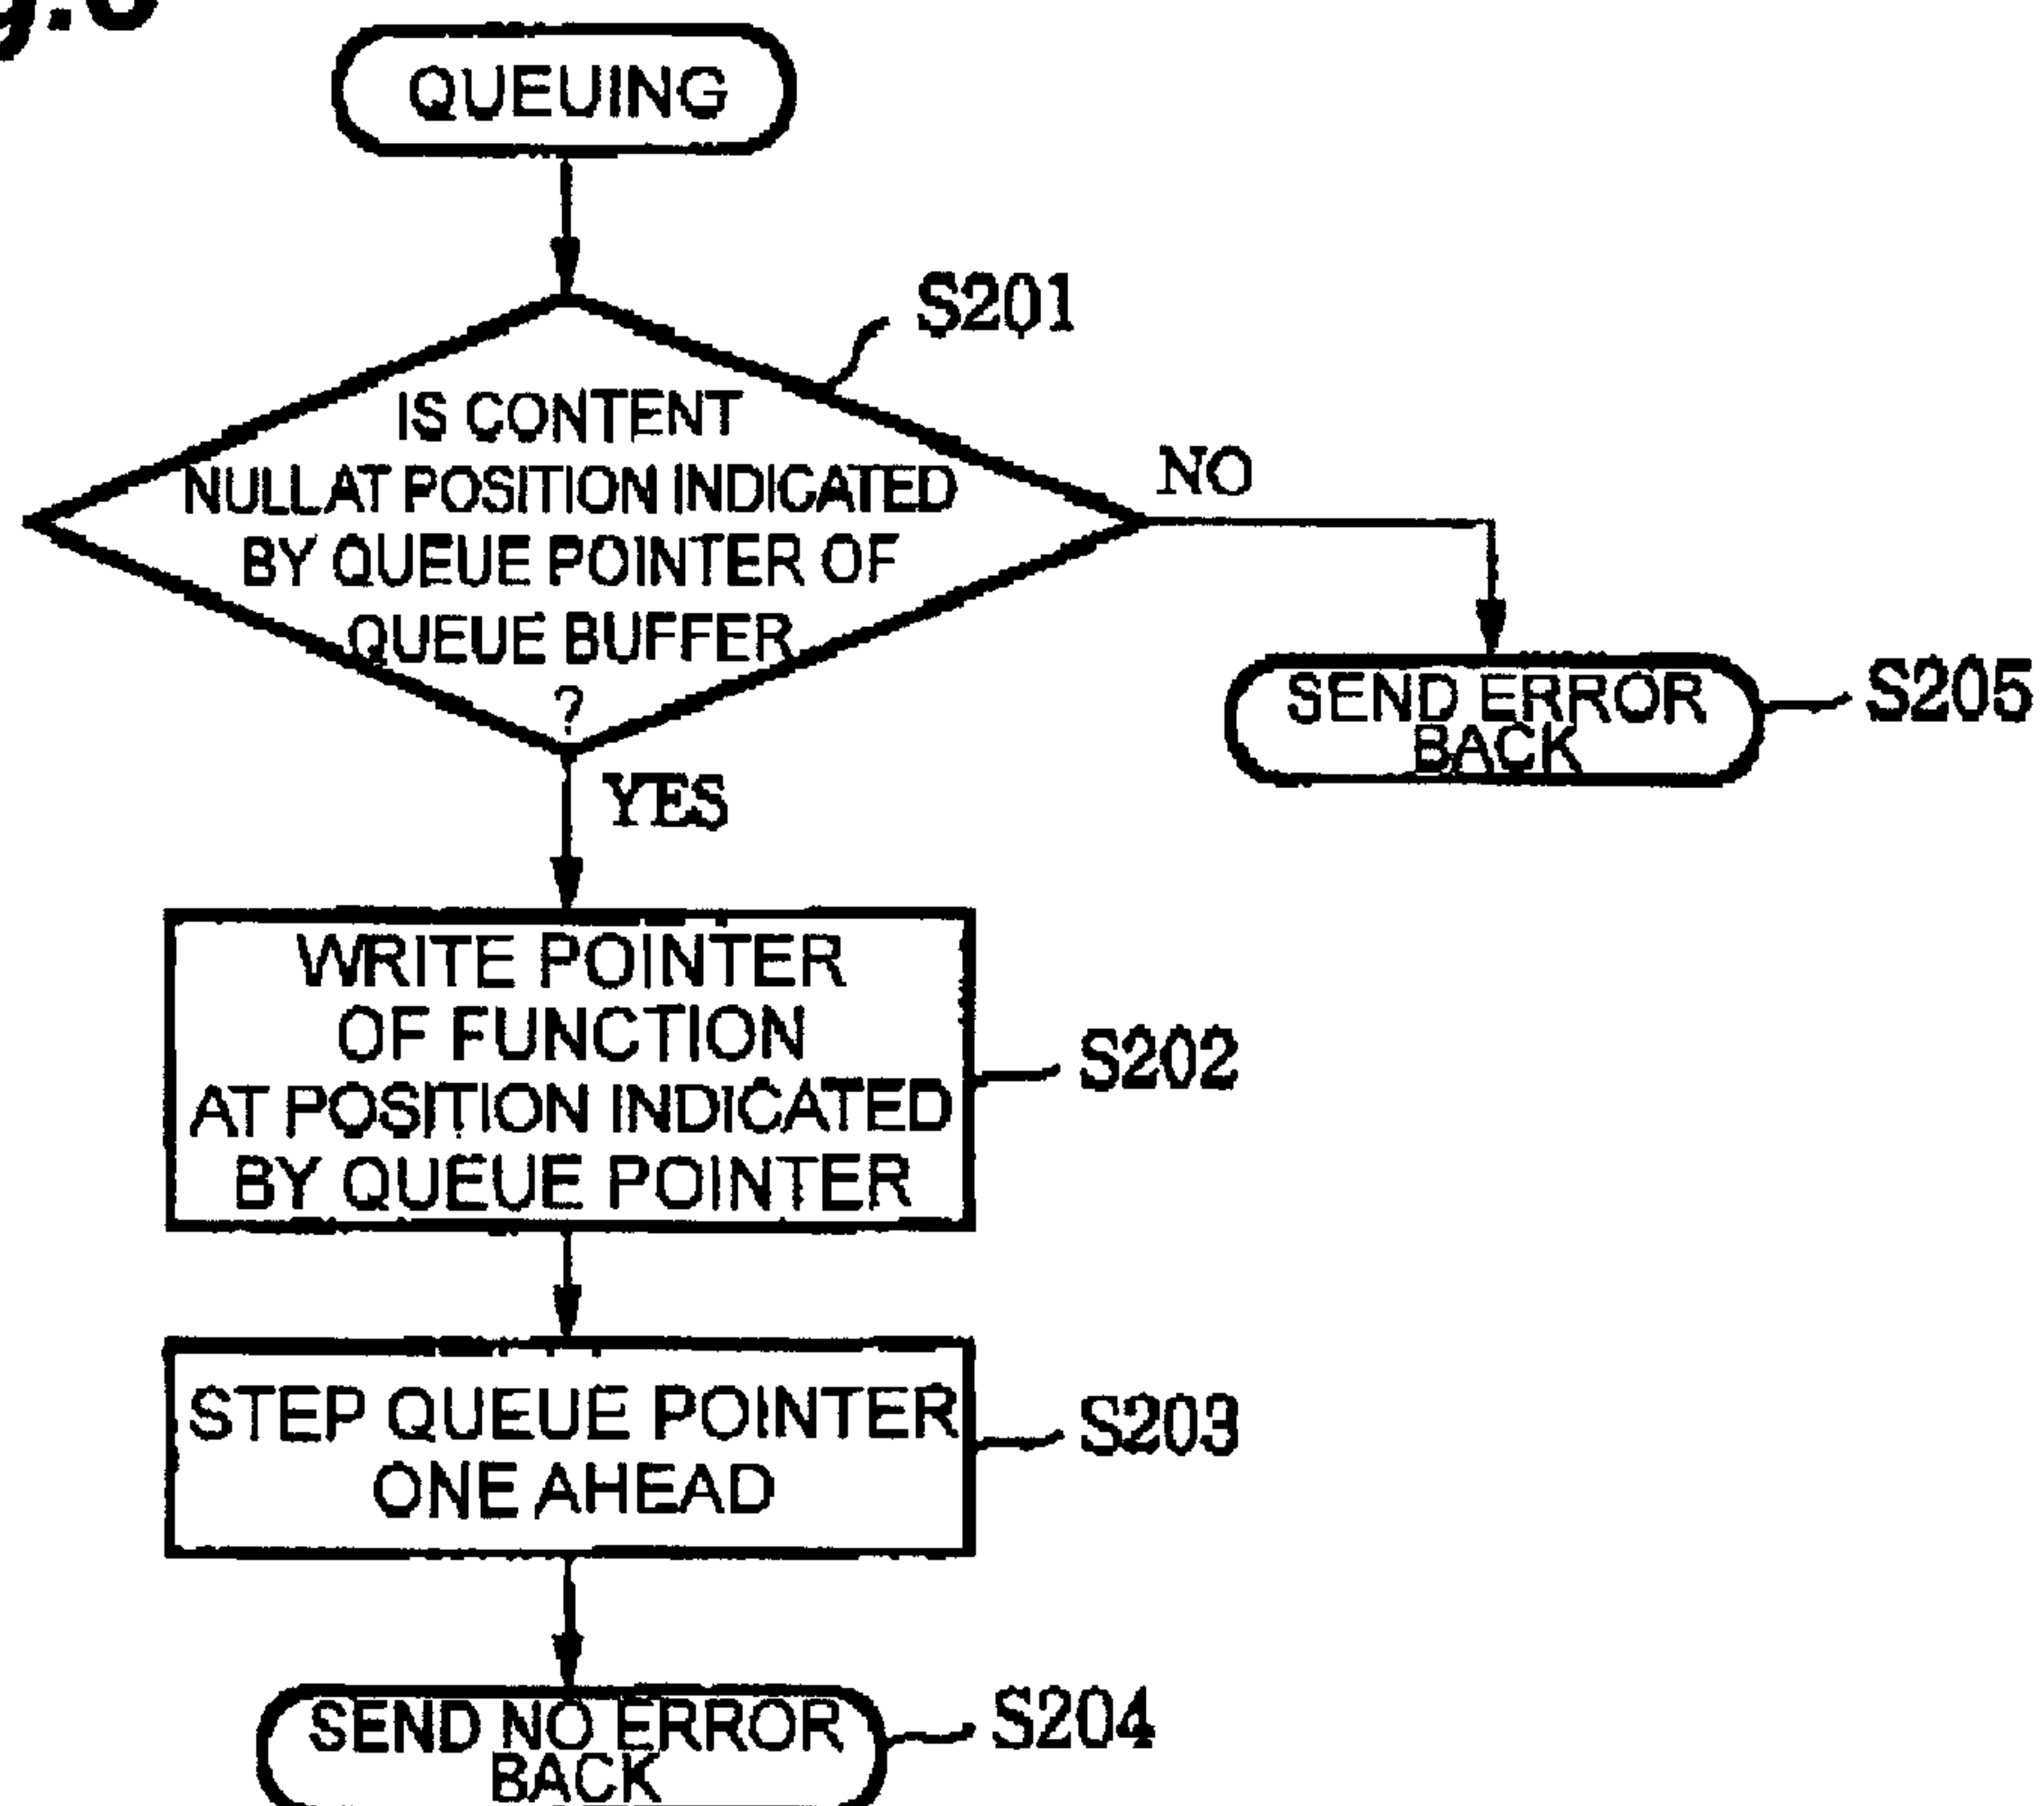 QUEUING
S201
IS CONTENT
NULL AT POSITION INDICATED
BY QUEUE POINTER OF
QUEUE BUFFER
?
NO
SEND ERROR
BACK
S205
YES
WRITE POINTER
OF FUNCTION
AT POSITION INDICATED
BY QUEUE POINTER
S202
STEP QUEUE POINTER
ONE AHEAD
S203
SEND NO ERROR
BACK
S204